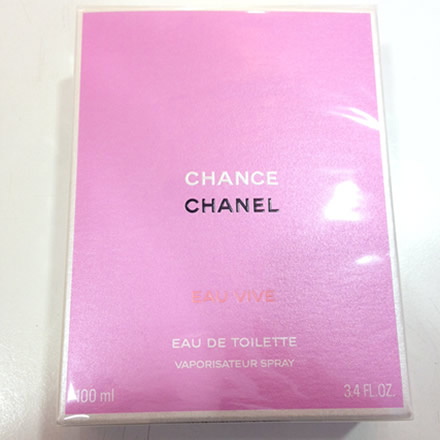 CHANCE
CHANEL
EAU VIVE
EAU DE TOILETTE
VAPORISATEUR SPRAY
100 ml 3.4 FL.OZ.